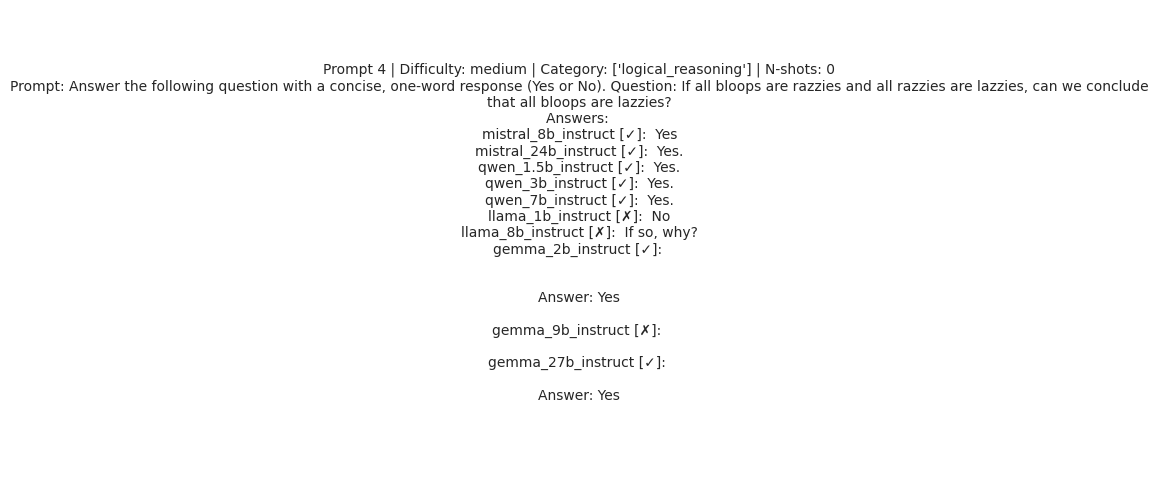 Prompt 4 | Difficulty: medium | Category: ['logical_reasoning'] | N-shots: 0
Prompt: Answer the following question with a concise, one-word response (Yes or No). Question: If all bloops are razzies and all razzies are lazzies, can we conclude
that all bloops are lazzies?
Answers:
mistral_8b_instruct [✓]:  Yes
mistral_24b_instruct [✓]:  Yes.
qwen_1.5b_instruct [✓]:  Yes.
qwen_3b_instruct [✓]:  Yes.
qwen_7b_instruct [✓]:  Yes.
llama_1b_instruct [✗]:  No
llama_8b_instruct [✗]:  If so, why?
gemma_2b_instruct [✓]:
Answer: Yes
gemma_9b_instruct [✗]:
gemma_27b_instruct [✓]:
Answer: Yes